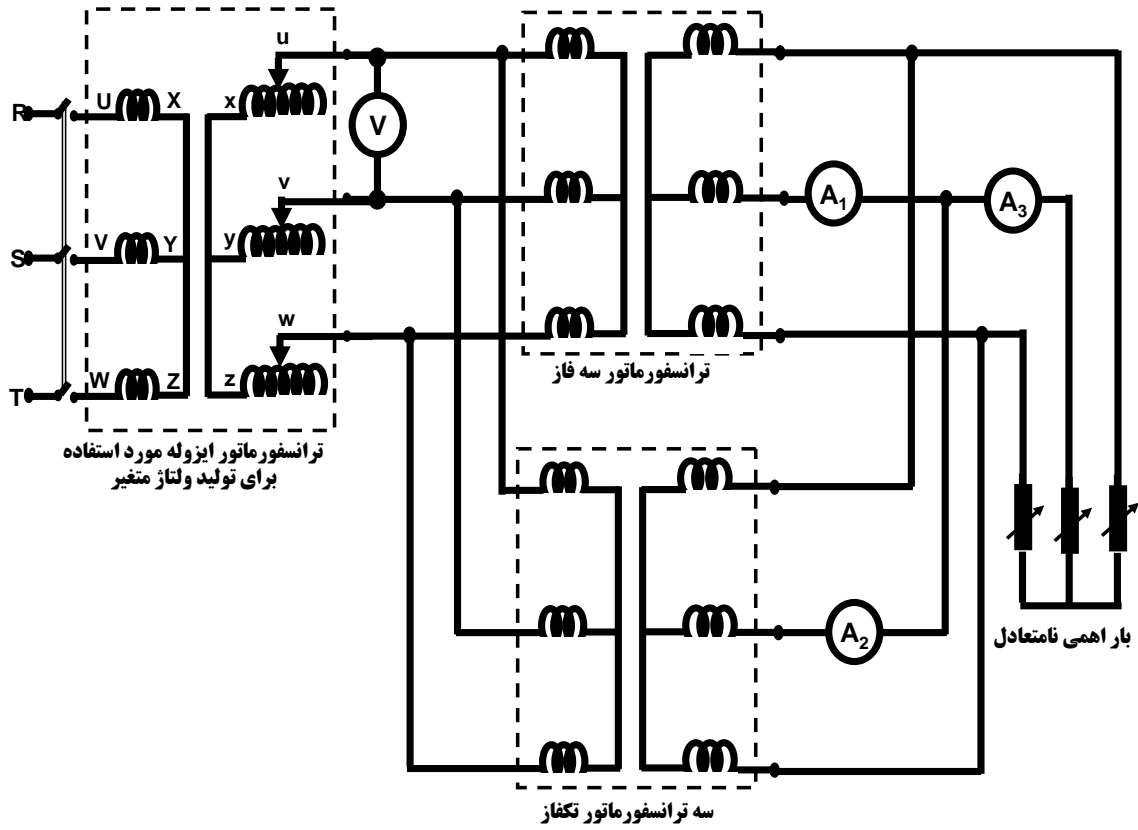 u
R
U
X
x
V
v
A₁
A₃
S
V
Y
y
w
T
W
Z
z
ترانسفورماتور سه فاز
ترانسفورماتور ایزوله مورد استفاده
برای تولید ولتاژ متغیر
A₂
بار اهمی نامتعادل
سه ترانسفورماتور تکفاز